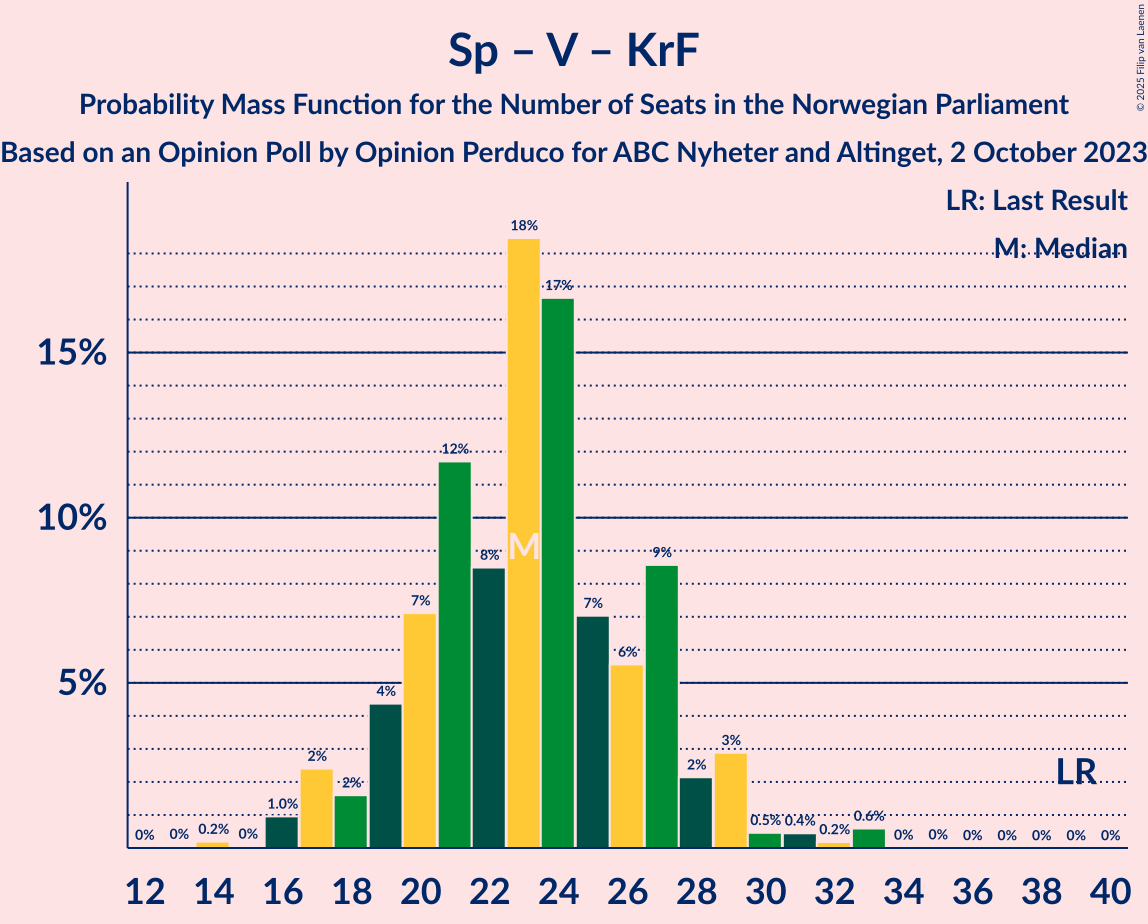 Sp – V – KrF
Probability Mass Function for the Number of Seats in the Norwegian Parliament
Based on an Opinion Poll by Opinion Perduco for ABC Nyheter and Altinget, 2 October 2023
© 2025 Filip van Laenen
LR: Last Result
M: Median
15%
10%
5%
0% 0% 0.2% 0% 1.0% 2% 2% 4% 7% 12% 8% 18% 17% 7% 6% 9% 2% 3% 0.5% 0.4% 0.2% 0.6% 0% 0% 0% 0% 0% 0% 0%
M
LR
12 14 16 18 20 22 24 26 28 30 32 34 36 38 40